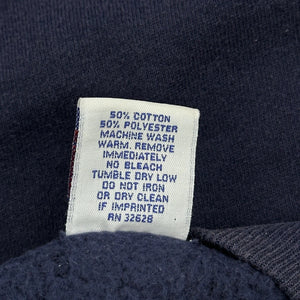 50% COTTON
50% POLYESTER
MACHINE WASH
WARM. REMOVE
IMMEDIATELY
NO BLEACH
TUMBLE DRY LOW
DO NOT IRON
OR DRY CLEAN
IF IMPRINTED
RN 32628